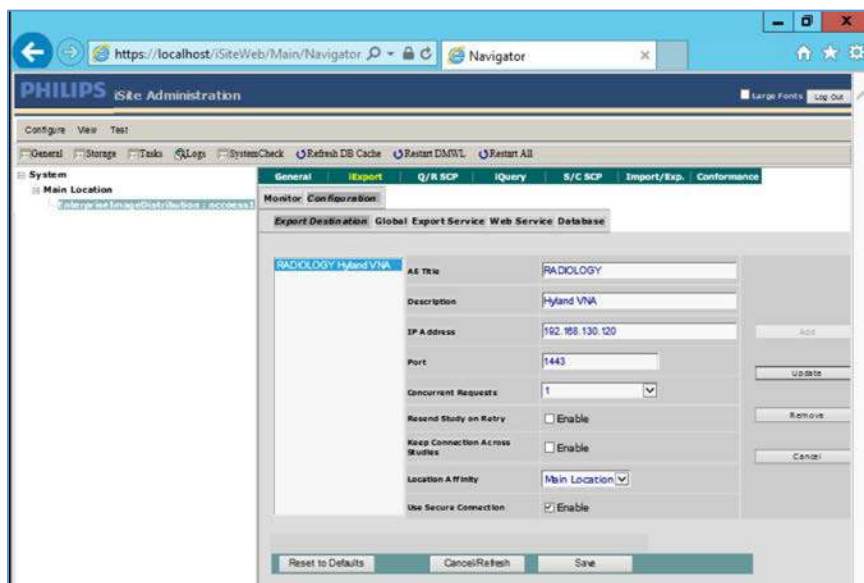 https://localhost/iSiteWeb/Main/Navigator
Navigator
PHILIPS iSite Administration
Large Fonts Log Out
Configure View Test
General Storage Tasks Logs SystemCheck Refresh DB Cache Restart DMWL Restart All
System
Main Location
General iExport Q/R SCP iQuery S/C SCP Import/Exp. Conformance
Monitor Configuration
Export Destination Global Export Service Web Service Database
RADIOLOGY Hyland VNA
AE Title RADIOLOGY
Description Hyland VNA
IP Address 192.168.130.120
Add
Port 1443
Update
Concurrent Requests 1
Resend Study on Retry Enable
Remove
Keep Connection Across
Studies Enable
Cancel
Location Affinity Main Location
Use Secure Connection Enable
Reset to Defaults Cancel/Refresh Save